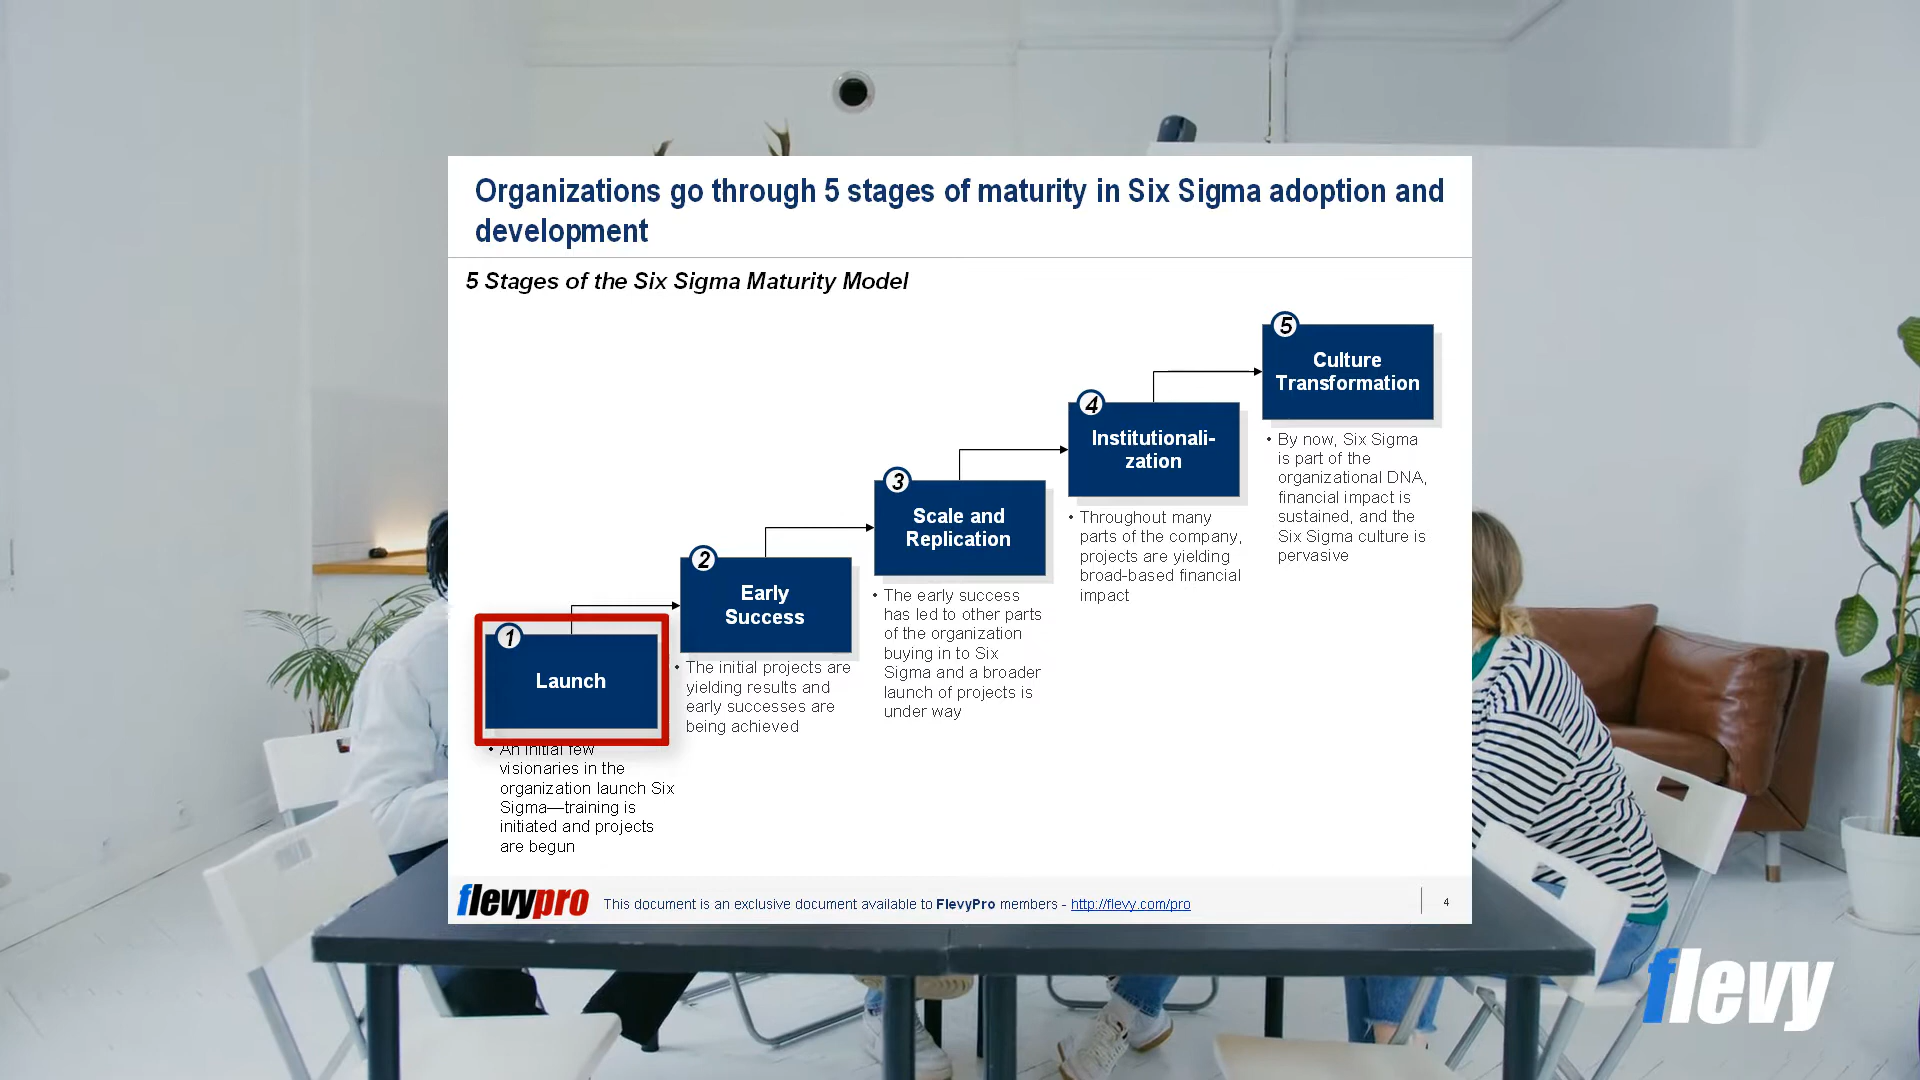 Organizations go through 5 stages of maturity in Six Sigma adoption and
development
5 Stages of the Six Sigma Maturity Model
1
Launch
• An initial few
visionaries in the
organization launch Six
Sigma—training is
initiated and projects
are begun
2
Early
Success
• The initial projects are
yielding results and
early successes are
being achieved
3
Scale and
Replication
• The early success
has led to other parts
of the organization
buying in to Six
Sigma and a broader
launch of projects is
under way
4
Institutionali-
zation
• Throughout many
parts of the company,
projects are yielding
broad-based financial
impact
5
Culture
Transformation
• By now, Six Sigma
is part of the
organizational DNA,
financial impact is
sustained, and the
Six Sigma culture is
pervasive
flevypro
This document is an exclusive document available to FlevyPro members - http://flevy.com/pro
4
flevy